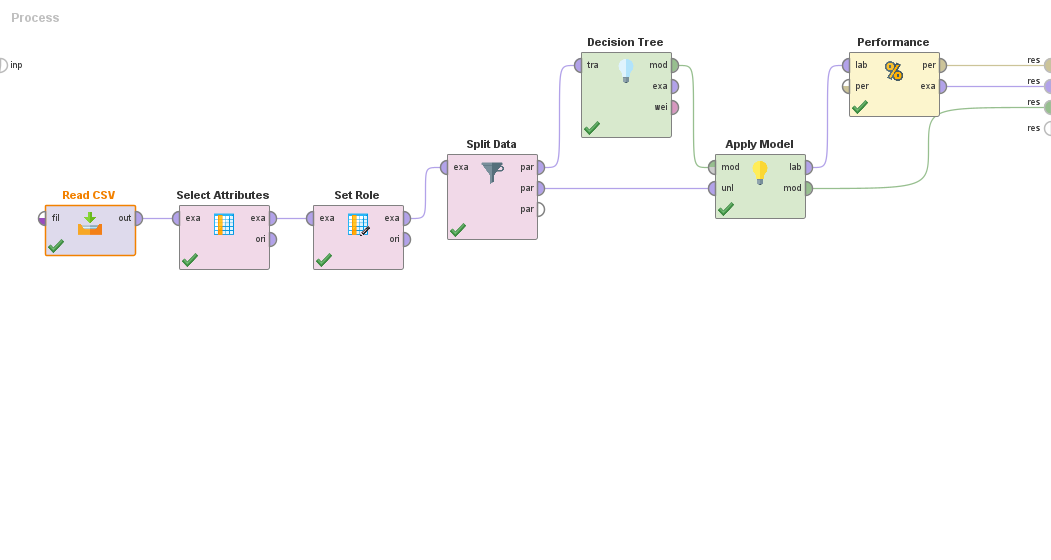 Process
inp
Read CSV
fil out
Select Attributes
exa exa
ori
Set Role
exa exa
ori
Split Data
exa par
par
par
Decision Tree
tra mod
exa
wei
Apply Model
mod lab
unl mod
Performance
% 
lab per
per exa
res
res
res
res